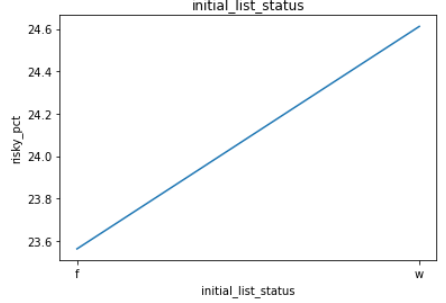 initial_list_status
24.6
24.4
24.2
24.0
23.8
23.6
risky_pct
f
w
initial_list_status